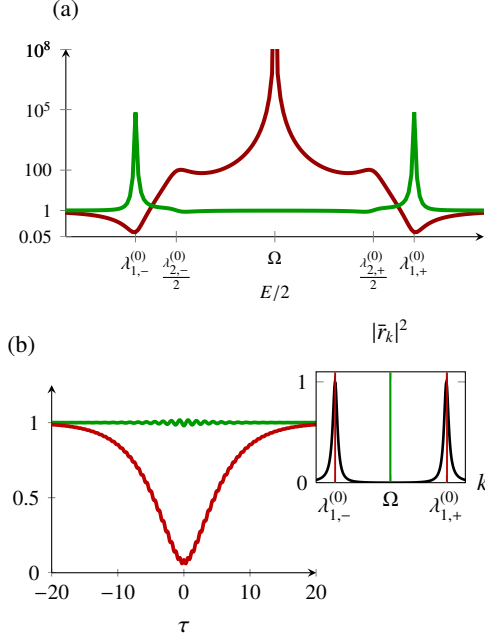 (a)
10^8
10^5
100
1
0.05
λ_{1,-}^{(0)} λ_{2,-}^{(0)}/2 Ω λ_{2,+}^{(0)}/2 λ_{1,+}^{(0)}
E/2
|r̄_k|^2
(b)
1
0.5
0
−20 −10 0 10 20
τ
1
0
k
λ_{1,-}^{(0)} Ω λ_{1,+}^{(0)}